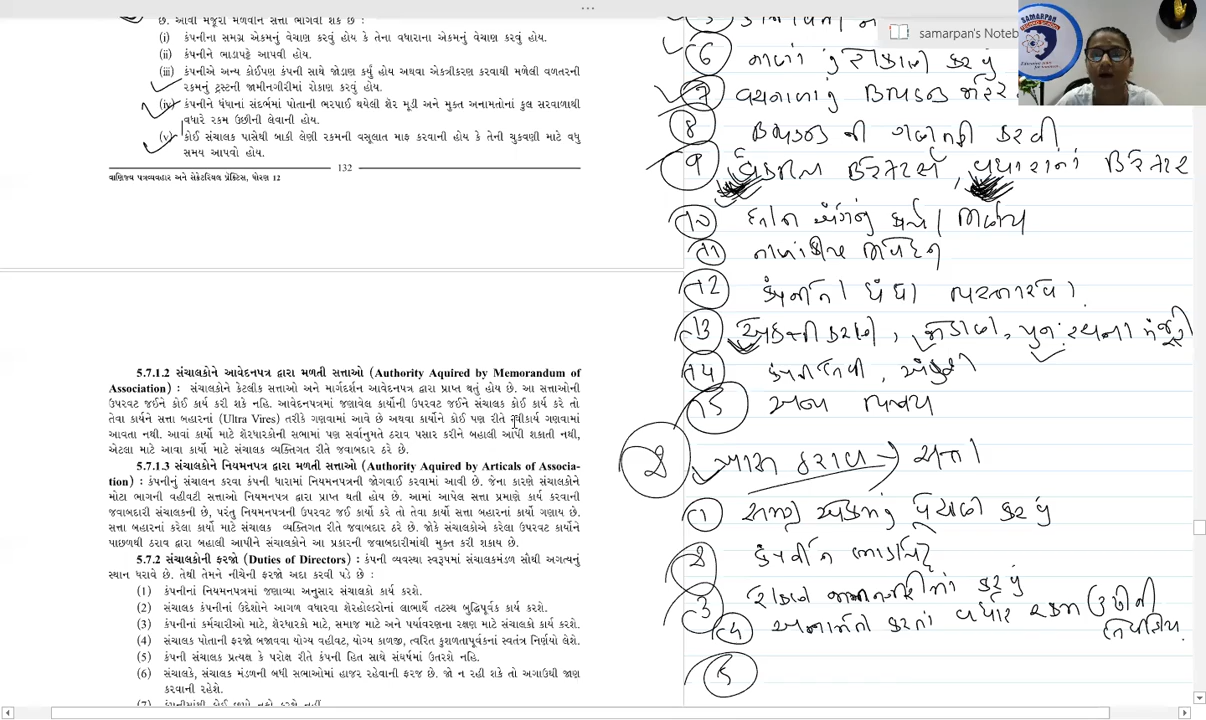 છે. આવી મંજૂરી મેળવીને સત્તા ભોગવી શકે છે :
(i) કંપનીના સમગ્ર એકમનું વેચાણ કરવું હોય કે તેના વધારાના એકમનું વેચાણ કરવું હોય.
(ii) કંપનીને ભાડાપટ્ટે આપવી હોય.
(iii) કંપનીએ અન્ય કોઈપણ કંપની સાથે જોડાણ કર્યું હોય અથવા એકત્રીકરણ કરવાથી મળેલી વળતરની
રકમનું ટ્રસ્ટની જામીનગીરીમાં રોકાણ કરવું હોય.
(iv) કંપનીને ધંધાનાં સંદર્ભમાં પોતાની ભરપાઈ થયેલી શેર મૂડી અને મુક્ત અનામતોનાં કુલ સરવાળાથી
વધારે રકમ ઉછીની લેવાની હોય.
(v) કોઈ સંચાલક પાસેથી બાકી લેણી રકમની વસૂલાત માફ કરવાની હોય કે તેની ચુકવણી માટે વધુ
સમય આપવો હોય.
132
વાણિજ્ય પત્રવ્યવહાર અને સેક્રેટરિયલ પ્રેક્ટિસ, ધોરણ 12
5.7.1.2 સંચાલકોને આવેદનપત્ર દ્વારા મળતી સત્તાઓ (Authority Aquired by Memorandum of
Association) : સંચાલકોને કેટલીક સત્તાઓ અને માર્ગદર્શન આવેદનપત્ર દ્વારા પ્રાપ્ત થતું હોય છે. આ સત્તાઓની
ઉપરવટ જઈને કોઈ કાર્ય કરી શકે નહિ. આવેદનપત્રમાં જણાવેલ કાર્યોની ઉપરવટ જઈને સંચાલક કોઈ કાર્ય કરે તો
તેવા કાર્યને સત્તા બહારનાં (Ultra Vires) તરીકે ગણવામાં આવે છે અથવા કાર્યોને કોઈ પણ રીતે વિધીકાર્ય ગણવામાં
આવતા નથી. આવાં કાર્યો માટે શેરધારકોની સભામાં પણ સર્વાનુમતે ઠરાવ પસાર કરીને બહાલી આપી શકાતી નથી,
એટલા માટે આવા કાર્ય માટે સંચાલક વ્યક્તિગત રીતે જવાબદાર ઠરે છે.
5.7.1.3 સંચાલકોને નિયમનપત્ર દ્વારા મળતી સત્તાઓ (Authority Aquired by Articals of Associa-
tion) : કંપનીનું સંચાલન કરવા કંપની ધારામાં નિયમનપત્રની જોગવાઈ કરવામાં આવી છે. જેના કારણે સંચાલકોને
મોટા ભાગની વહીવટી સત્તાઓ નિયમનપત્ર દ્વારા પ્રાપ્ત થતી હોય છે. આમાં આપેલ સત્તા પ્રમાણે કાર્ય કરવાની
જવાબદારી સંચાલકની છે, પરંતુ નિયમનપત્રની ઉપરવટ જઈ કાર્ય કરે તો તેવા કાર્યો સત્તા બહારનાં કાર્યો ગણાય છે.
સત્તા બહારનાં કરેલા કાર્યો માટે સંચાલક વ્યક્તિગત રીતે જવાબદાર ઠરે છે. જોકે સંચાલકોએ કરેલા ઉપરવટ કાર્યોને
પાછળથી ઠરાવ દ્વારા બહાલી આપીને સંચાલકોને આ પ્રકારની જવાબદારીમાંથી મુક્ત કરી શકાય છે.
5.7.2 સંચાલકોની ફરજો (Duties of Directors) : કંપની વ્યવસ્થા સ્વરૂપમાં સંચાલકમંડળ સૌથી અગત્યનું
સ્થાન ધરાવે છે. તેથી તેમને નીચેની ફરજો અદા કરવી પડે છે :
(1) કંપનીનાં નિયમનપત્રમાં જણાવ્યા અનુસાર સંચાલકો કાર્ય કરશે.
(2) સંચાલક કંપનીનાં ઉદ્દેશોને આગળ વધારવા શેરહોલ્ડરોનાં લાભાર્થે તટસ્થ બુદ્ધિપૂર્વક કાર્ય કરશે.
(3) કંપનીનાં કર્મચારીઓ માટે, શેરધારકો માટે, સમાજ માટે અને પર્યાવરણના રક્ષણ માટે સંચાલકો કાર્ય કરશે.
(4) સંચાલક પોતાની ફરજો બજાવવા યોગ્ય વહીવટ, યોગ્ય કાળજી, ત્વરિત કુશળતાપૂર્વકનાં સ્વતંત્ર નિર્ણયો લેશે.
(5) કંપની સંચાલક પ્રત્યક્ષ કે પરોક્ષ રીતે કંપની હિત સાથે સંઘર્ષમાં ઉતરશે નહિ.
(6) સંચાલકે, સંચાલક મંડળની બધી સભાઓમાં હાજર રહેવાની ફરજ છે. જો ન રહી શકે તો અગાઉથી જાણ
કરવાની રહેશે.
samarpan's Noteb
SAMARPAN
6 નાણાં નું રોકાણ કરવું
7 વચગાળાનું ડિવિડન્ડ
8 ડિવિડન્ડ ની ચૂકવણી કરવી
9 વૈકલ્પિક ડિરેક્ટર્સ, વધારાનાં ડિરેક્ટર
10 દાન અંગેનું કાર્ય / નિર્ણય
11 નાણાંકીય નિવેદન
12 કંપનીનો ધંધો વિસ્તારવો.
13 એકત્રીકરણ, જોડાણ, પુનઃરચના મંજૂરી
14
15 અન્ય વિષય
2 ખાસ ઠરાવ → સત્તા
1 સમગ્ર એકમનું વેચાણ કરવું
2 કંપનીને ભાડાપટ્ટે
3 રોકાણ જામીનગીરીમાં કરવું
4 અનામતો કરતાં વધારે રકમ ઉછીની
5